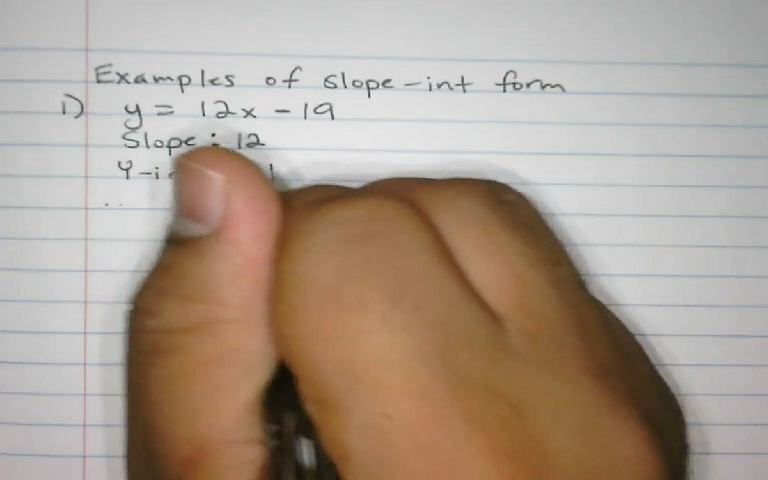 Examples of slope-int form
1) y = 12x - 19
Slope: 12